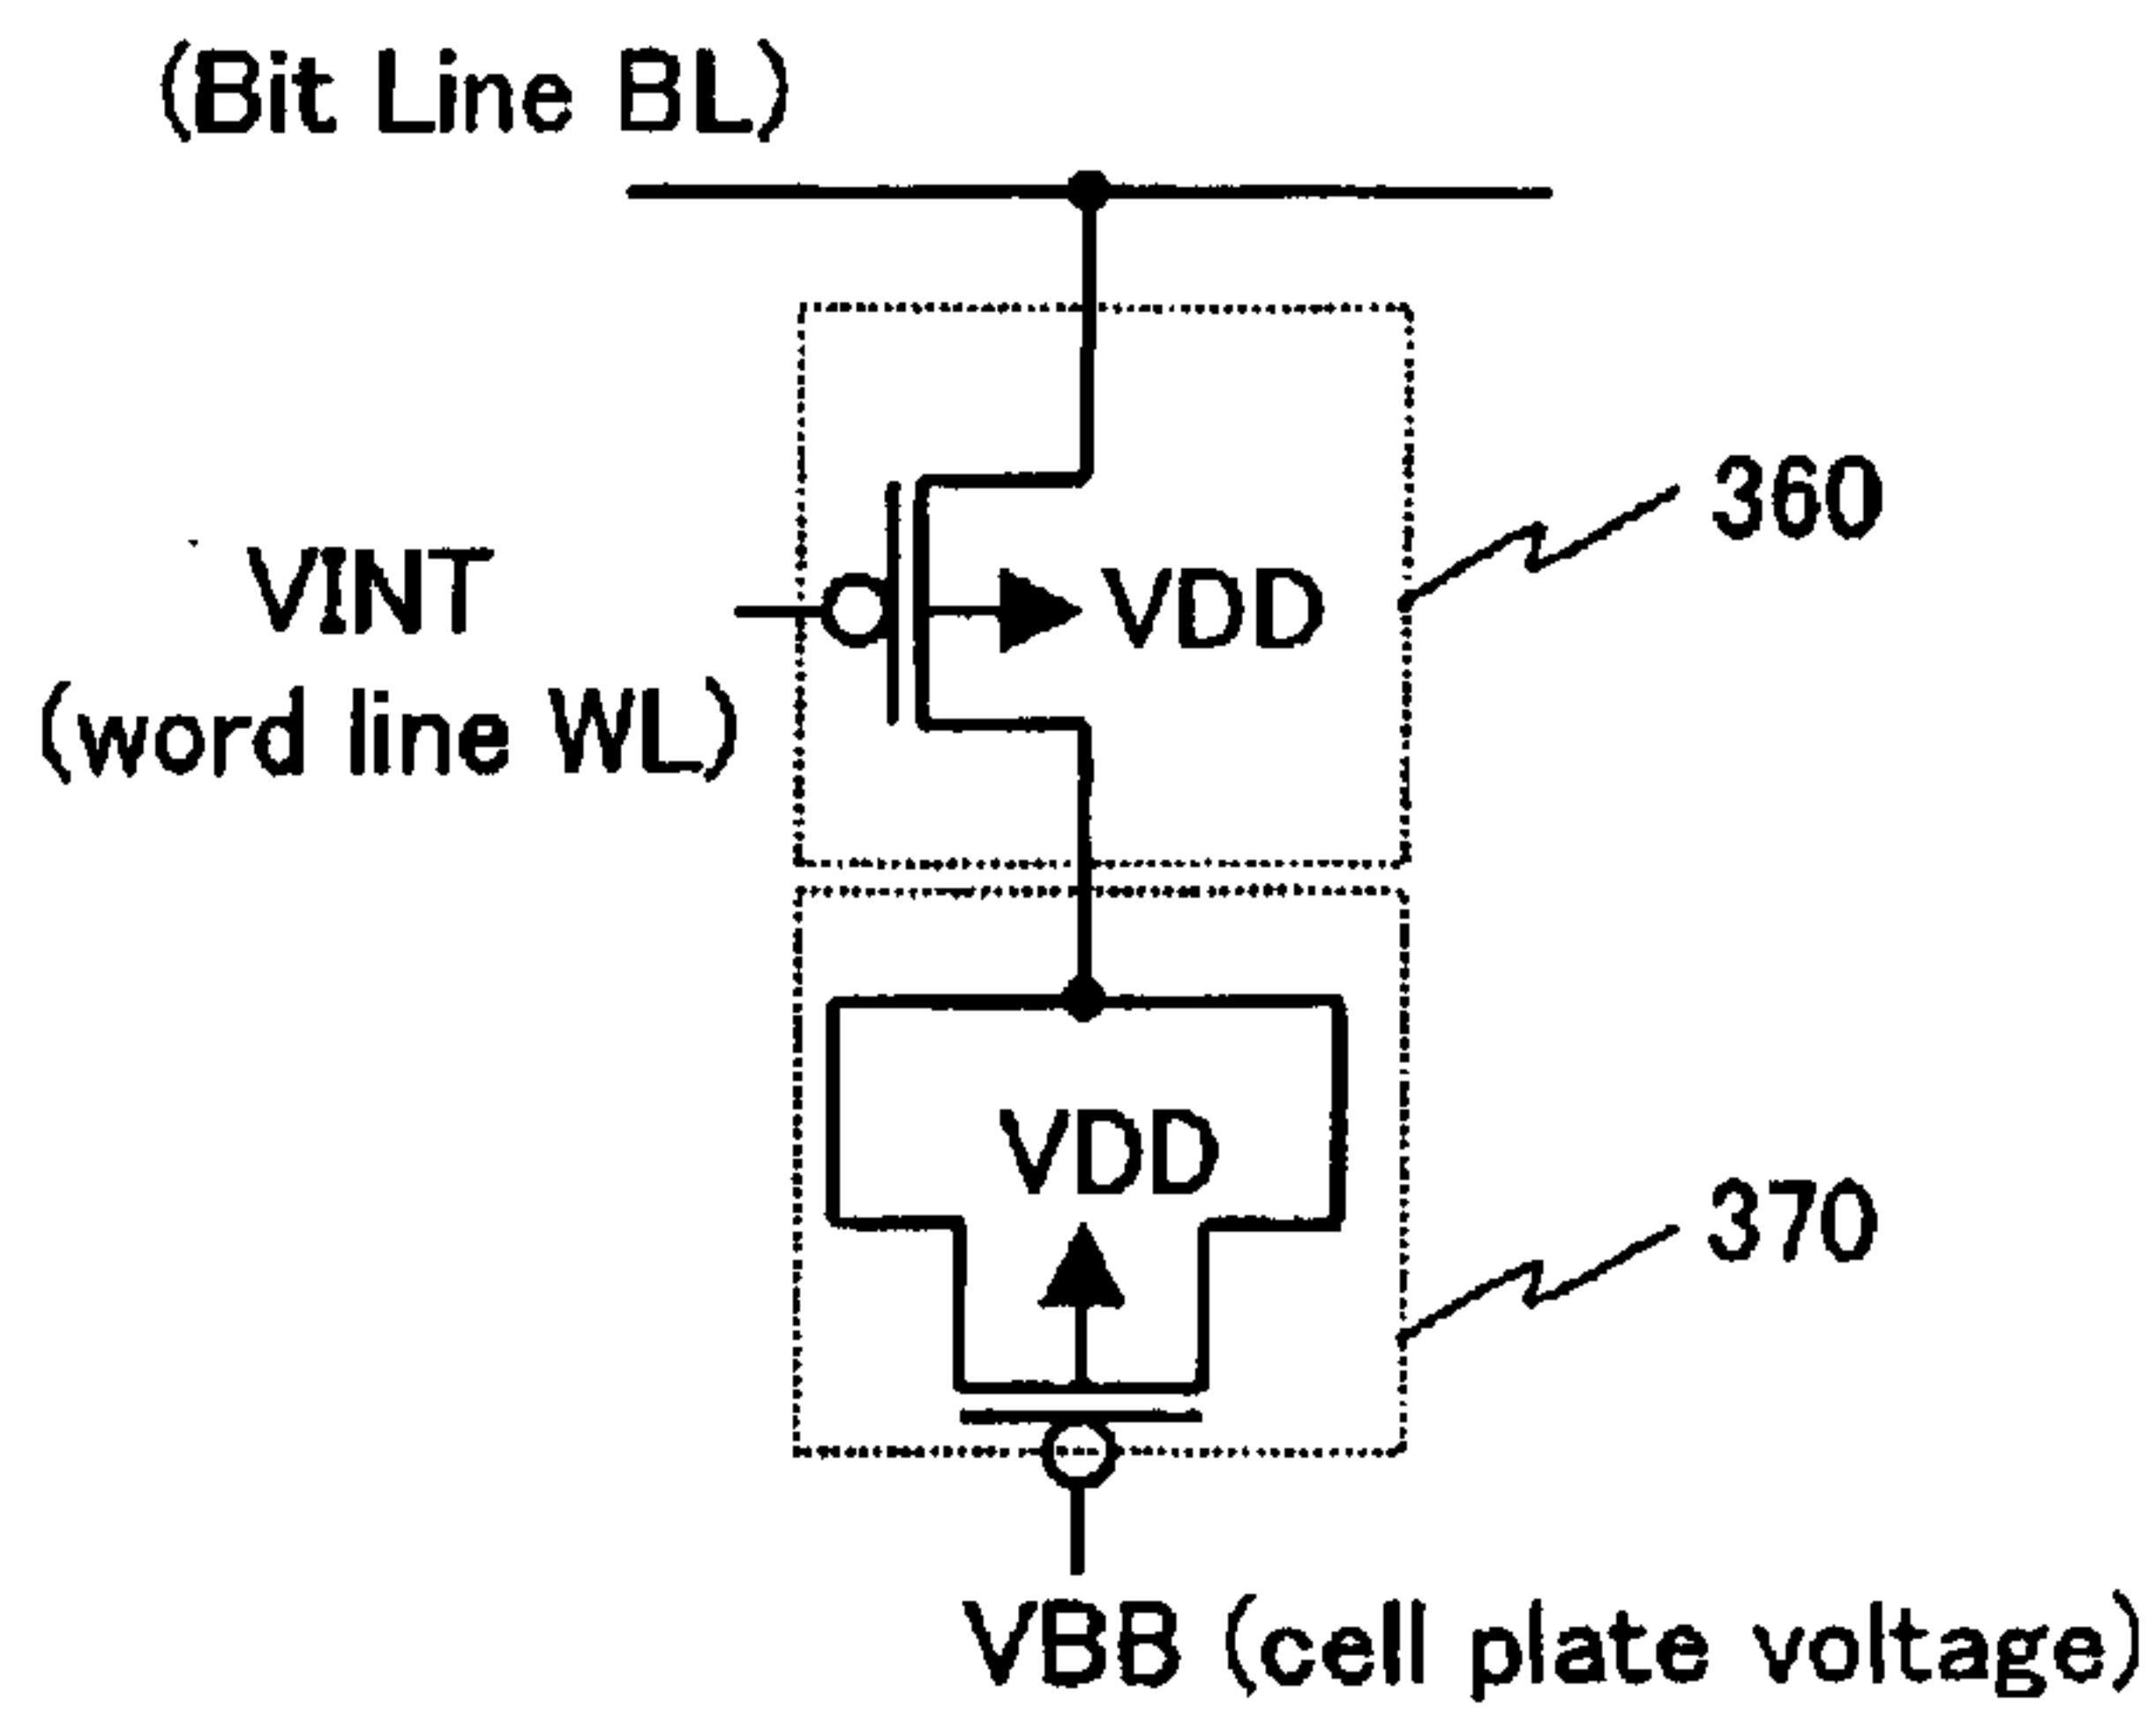 (Bit Line BL)
360
VINT
VDD
(word line WL)
VDD
370
VBB (cell plate voltage)